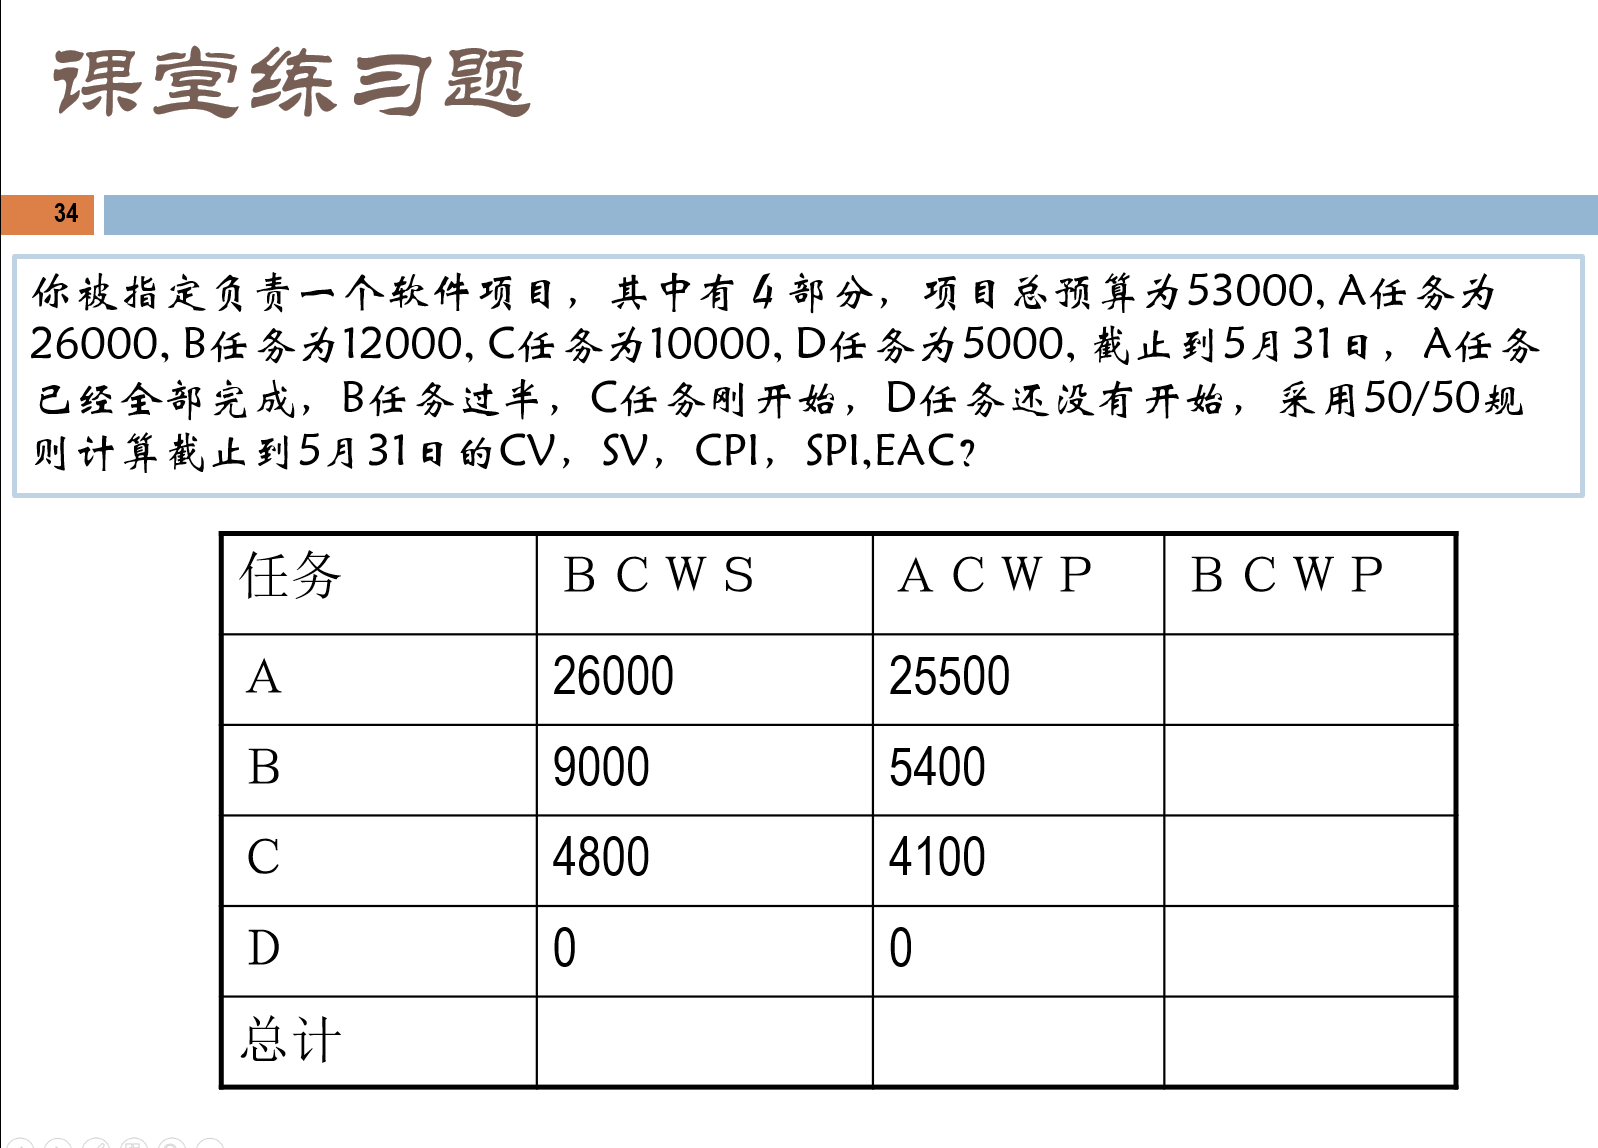 课堂练习题
34
你被指定负责一个软件项目，其中有4部分，项目总预算为53000, A任务为
26000, B任务为12000, C任务为10000, D任务为5000, 截止到5月31日，A任务
已经全部完成，B任务过半，C任务刚开始，D任务还没有开始，采用50/50规
则计算截止到5月31日的CV，SV，CPI，SPI,EAC?
任务 ＢＣＷＳ ＡＣＷＰ ＢＣＷＰ
Ａ 26000 25500
Ｂ 9000 5400
Ｃ 4800 4100
Ｄ 0 0
总计